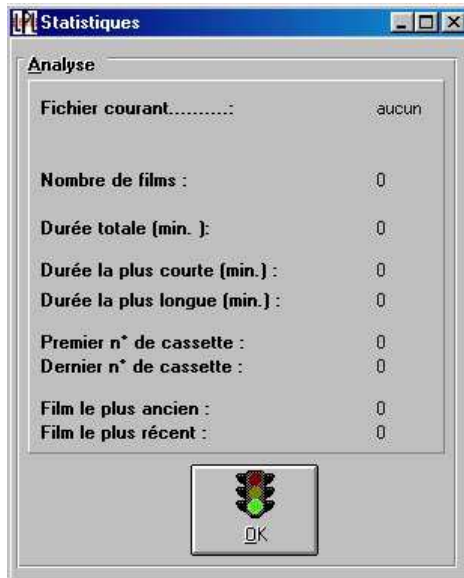 LPL Statistiques
Analyse
Fichier courant..........: aucun
Nombre de films : 0
Durée totale (min. ): 0
Durée la plus courte (min.) : 0
Durée la plus longue (min.) : 0
Premier n° de cassette : 0
Dernier n° de cassette : 0
Film le plus ancien : 0
Film le plus récent : 0
OK